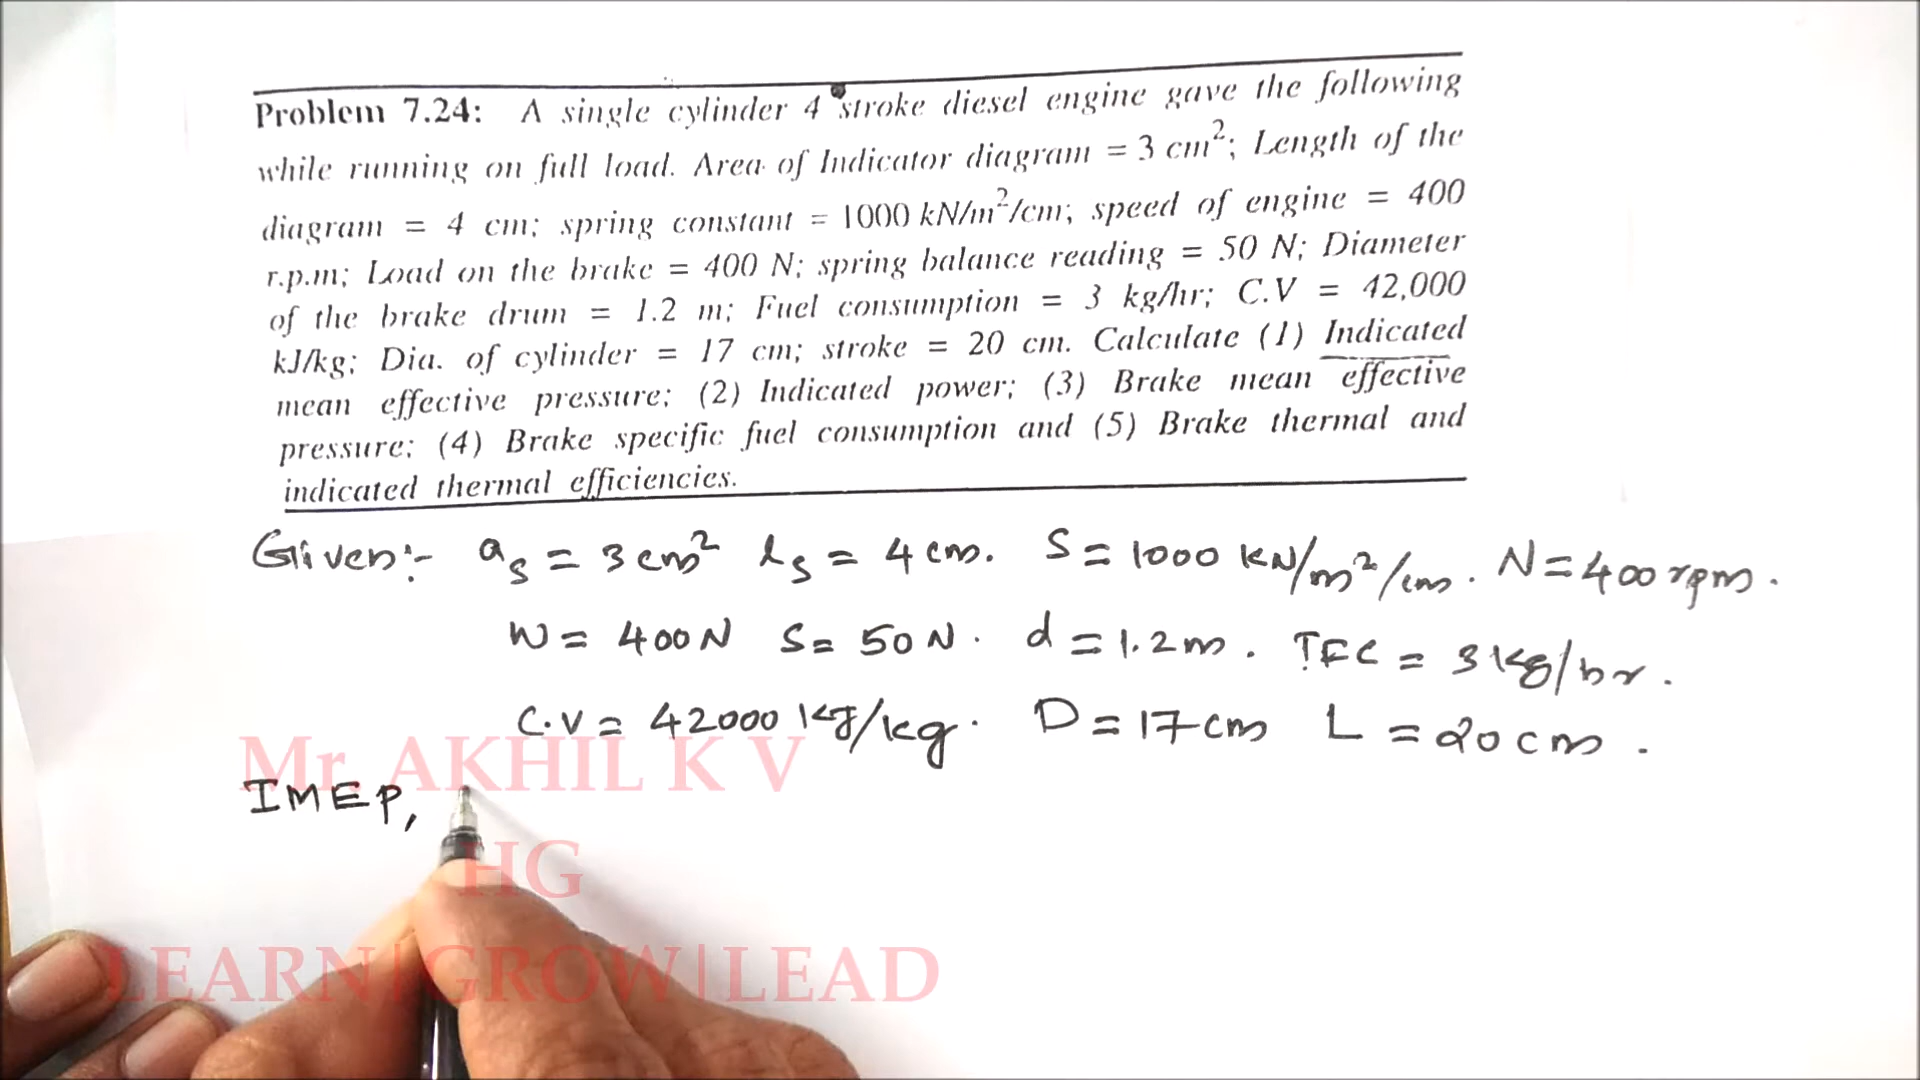 Problem 7.24: A single cylinder 4 stroke diesel engine gave the following
while running on full load. Area of Indicator diagram = 3 cm²; Length of the
diagram = 4 cm; spring constant = 1000 kN/m²/cm; speed of engine = 400
r.p.m; Load on the brake = 400 N; spring balance reading = 50 N; Diameter
of the brake drum = 1.2 m; Fuel consumption = 3 kg/hr; C.V = 42,000
kJ/kg; Dia. of cylinder = 17 cm; stroke = 20 cm. Calculate (1) Indicated
mean effective pressure; (2) Indicated power; (3) Brake mean effective
pressure; (4) Brake specific fuel consumption and (5) Brake thermal and
indicated thermal efficiencies.
Given:- aₛ = 3 cm² lₛ = 4 cm. S = 1000 kN/m²/cm. N = 400 rpm.
W = 400 N S = 50 N. d = 1.2 m. TFC = 3 kg/hr.
C.V = 42000 kJ/kg. D = 17 cm L = 20 cm.
Mr. AKHIL K V
IMEP,
HG
LEARN|GROW|LEAD